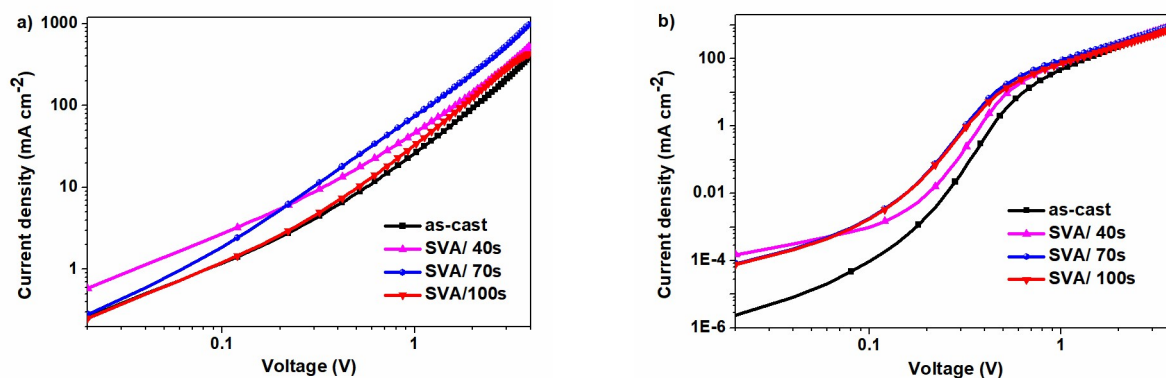 a)
1000
100
10
1
Current density (mA cm-2)
as-cast
SVA/ 40s
SVA/ 70s
SVA/100s
0.1
1
Voltage (V)
b)
100
1
0.01
1E-4
1E-6
Current density (mA cm-2)
as-cast
SVA/ 40s
SVA/ 70s
SVA/ 100s
0.1
1
Voltage (V)